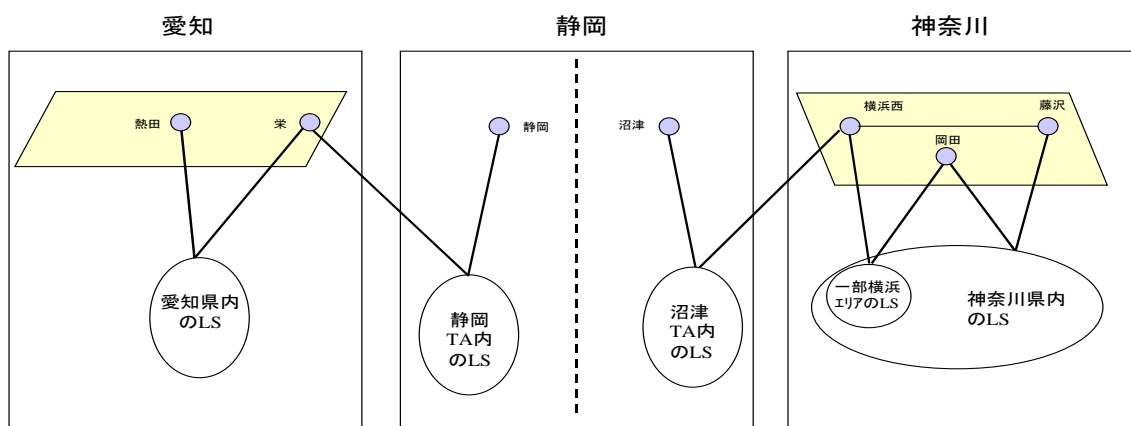 愛知
静岡
神奈川
熱田
栄
静岡
沼津
横浜西
藤沢
岡田
愛知県内
のLS
静岡
TA内
のLS
沼津
TA内
のLS
一部横浜
エリアのLS
神奈川県内
のLS